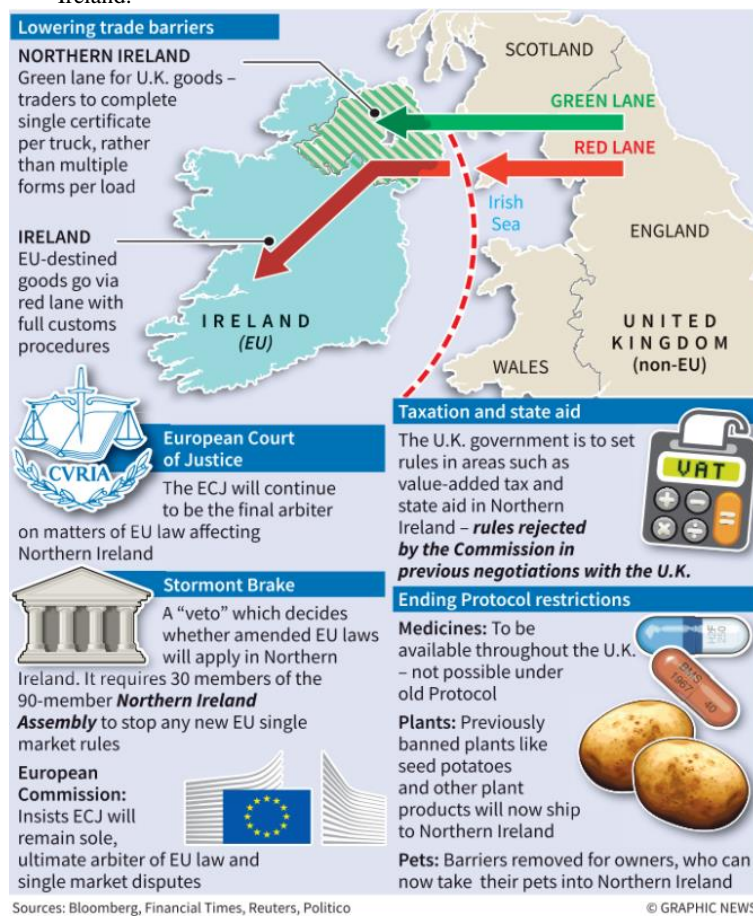 Ireland.
Lowering trade barriers
NORTHERN IRELAND
Green lane for U.K. goods –
traders to complete
single certificate
per truck, rather
than multiple
forms per load
IRELAND
EU-destined
goods go via
red lane with
full customs
procedures
SCOTLAND
GREEN LANE
RED LANE
Irish
Sea
ENGLAND
IRELAND
(EU)
UNITED
KINGDOM
(non-EU)
WALES
CVRIA
European Court
of Justice
The ECJ will continue
to be the final arbiter
on matters of EU law affecting
Northern Ireland
Stormont Brake
A “veto” which decides
whether amended EU laws
will apply in Northern
Ireland. It requires 30 members of the
90-member Northern Ireland
Assembly to stop any new EU single
market rules
European
Commission:
Insists ECJ will
remain sole,
ultimate arbiter of EU law and
single market disputes
Taxation and state aid
The U.K. government is to set
rules in areas such as
value-added tax and
state aid in Northern
Ireland – rules rejected
by the Commission in
previous negotiations with the U.K.
VAT
Ending Protocol restrictions
Medicines: To be
available throughout the U.K.
– not possible under
old Protocol
BMS
1967 40
Plants: Previously
banned plants like
seed potatoes
and other plant
products will now ship
to Northern Ireland
Pets: Barriers removed for owners, who can
now take their pets into Northern Ireland
Sources: Bloomberg, Financial Times, Reuters, Politico
© GRAPHIC NEWS